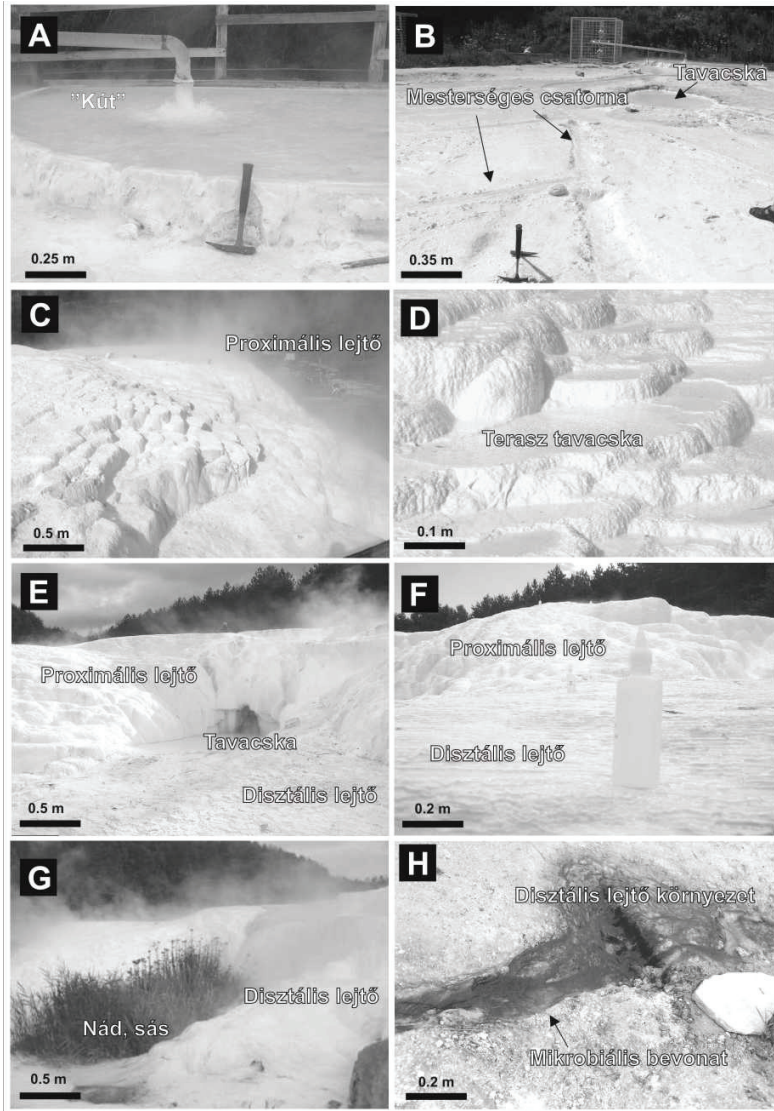 A
"Kút"
0.25 m
B
Tavacska
Mesterséges csatorna
0.35 m
C
Proximális lejtő
0.5 m
D
Terasz tavacska
0.1 m
E
Proximális lejtő
Tavacska
Disztális lejtő
0.5 m
F
Proximális lejtő
Disztális lejtő
0.2 m
G
Nád, sás
Disztális lejtő
0.5 m
H
Disztális lejtő környezet
Mikrobiális bevonat
0.2 m